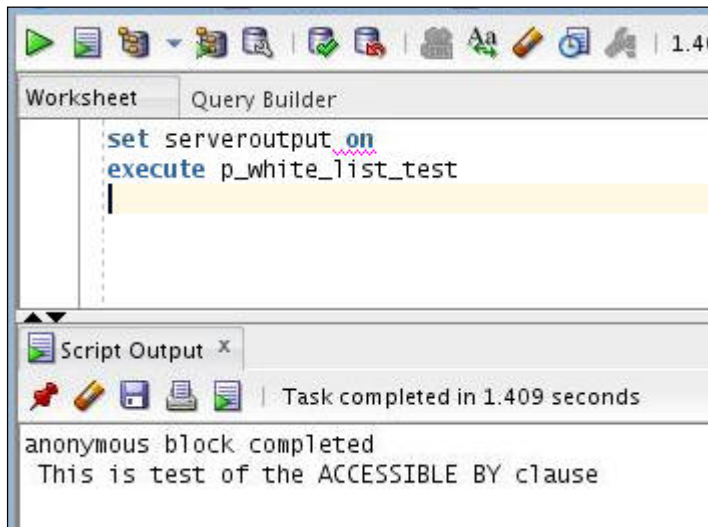 Aa
1.40
Worksheet
Query Builder
set serveroutput on
execute p_white_list_test
Script Output x
Task completed in 1.409 seconds
anonymous block completed
This is test of the ACCESSIBLE BY clause